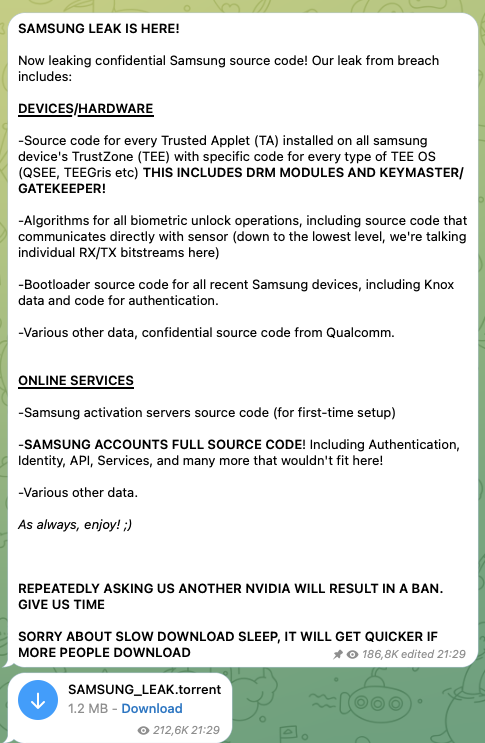 SAMSUNG LEAK IS HERE!
Now leaking confidential Samsung source code! Our leak from breach
includes:
DEVICES/HARDWARE
-Source code for every Trusted Applet (TA) installed on all samsung
device's TrustZone (TEE) with specific code for every type of TEE OS
(QSEE, TEEGris etc) THIS INCLUDES DRM MODULES AND KEYMASTER/
GATEKEEPER!
-Algorithms for all biometric unlock operations, including source code that
communicates directly with sensor (down to the lowest level, we're talking
individual RX/TX bitstreams here)
-Bootloader source code for all recent Samsung devices, including Knox
data and code for authentication.
-Various other data, confidential source code from Qualcomm.
ONLINE SERVICES
-Samsung activation servers source code (for first-time setup)
-SAMSUNG ACCOUNTS FULL SOURCE CODE! Including Authentication,
Identity, API, Services, and many more that wouldn't fit here!
-Various other data.
As always, enjoy! ;)
REPEATEDLY ASKING US ANOTHER NVIDIA WILL RESULT IN A BAN.
GIVE US TIME
SORRY ABOUT SLOW DOWNLOAD SLEEP, IT WILL GET QUICKER IF
MORE PEOPLE DOWNLOAD
186,8K edited 21:29
SAMSUNG_LEAK.torrent
1.2 MB - Download
212,6K 21:29